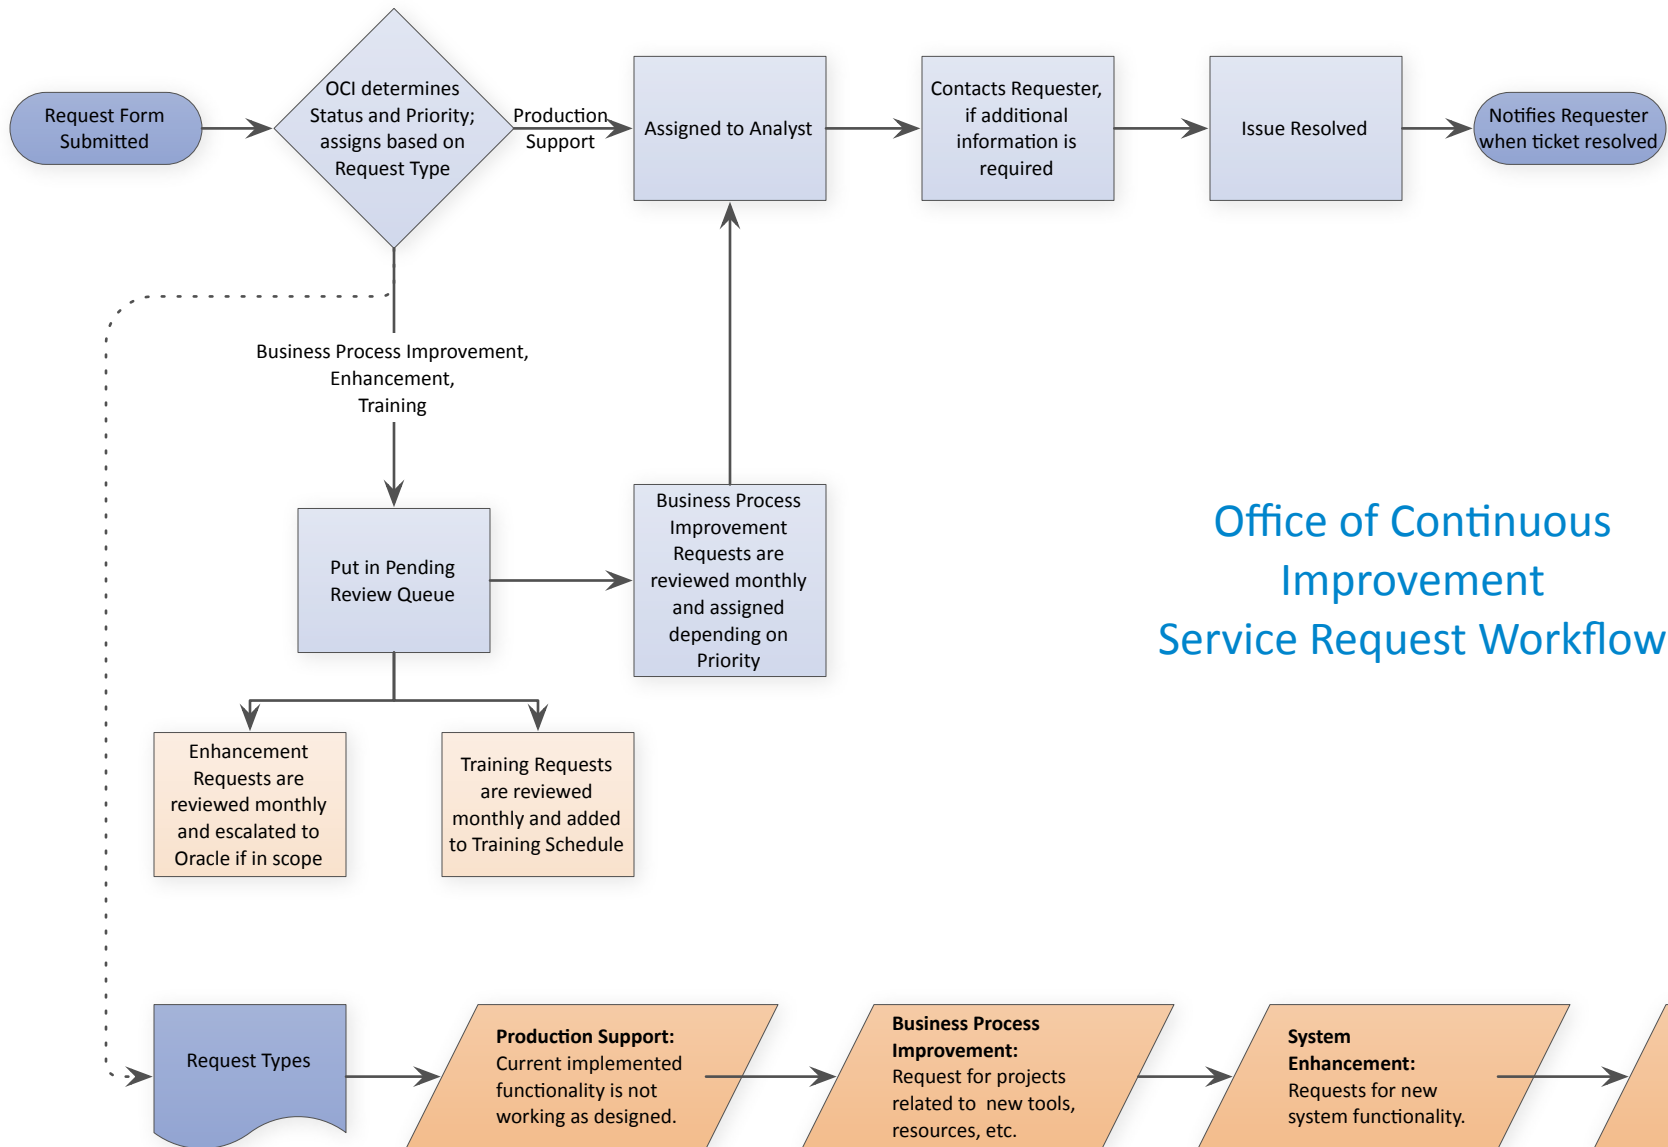 Request Form
Submitted
OCI determines
Status and Priority;
assigns based on
Request Type
Production
Support
Assigned to Analyst
Contacts Requester,
if additional
information is
required
Issue Resolved
Notifies Requester
when ticket resolved
Business Process Improvement,
Enhancement,
Training
Put in Pending
Review Queue
Business Process
Improvement
Requests are
reviewed monthly
and assigned
depending on
Priority
Office of Continuous
Improvement
Service Request Workflow
Enhancement
Requests are
reviewed monthly
and escalated to
Oracle if in scope
Training Requests
are reviewed
monthly and added
to Training Schedule
Request Types
Production Support:
Current implemented
functionality is not
working as designed.
Business Process
Improvement:
Request for projects
related to  new tools,
resources, etc.
System
Enhancement:
Requests for new
system functionality.